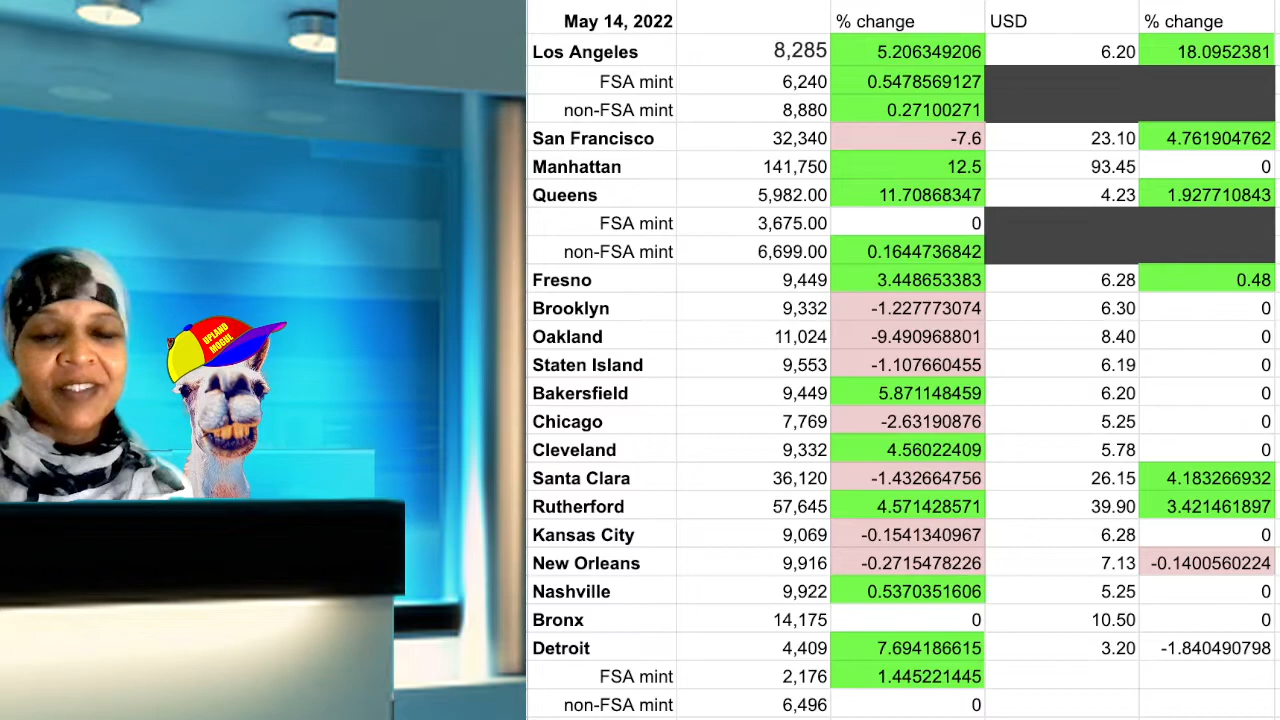 UPLAND
MOGUL
May 14, 2022 % change USD % change
Los Angeles 8,285 5.206349206 6.20 18.0952381
FSA mint 6,240 0.5478569127
non-FSA mint 8,880 0.27100271
San Francisco 32,340 -7.6 23.10 4.761904762
Manhattan 141,750 12.5 93.45 0
Queens 5,982.00 11.70868347 4.23 1.927710843
FSA mint 3,675.00 0
non-FSA mint 6,699.00 0.1644736842
Fresno 9,449 3.448653383 6.28 0.48
Brooklyn 9,332 -1.227773074 6.30 0
Oakland 11,024 -9.490968801 8.40 0
Staten Island 9,553 -1.107660455 6.19 0
Bakersfield 9,449 5.871148459 6.20 0
Chicago 7,769 -2.63190876 5.25 0
Cleveland 9,332 4.56022409 5.78 0
Santa Clara 36,120 -1.432664756 26.15 4.183266932
Rutherford 57,645 4.571428571 39.90 3.421461897
Kansas City 9,069 -0.1541340967 6.28 0
New Orleans 9,916 -0.2715478226 7.13 -0.1400560224
Nashville 9,922 0.5370351606 5.25 0
Bronx 14,175 0 10.50 0
Detroit 4,409 7.694186615 3.20 -1.840490798
FSA mint 2,176 1.445221445
non-FSA mint 6,496 0